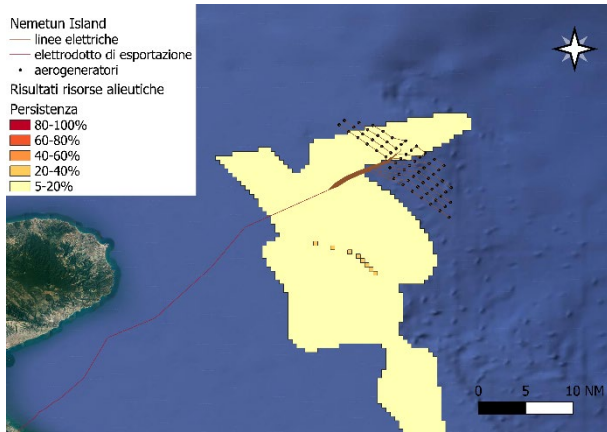 Nemetun Island
linee elettriche
elettrodotto di esportazione
aerogeneratori
Risultati risorse alieutiche
Persistenza
80-100%
60-80%
40-60%
20-40%
5-20%
0 5 10 NM